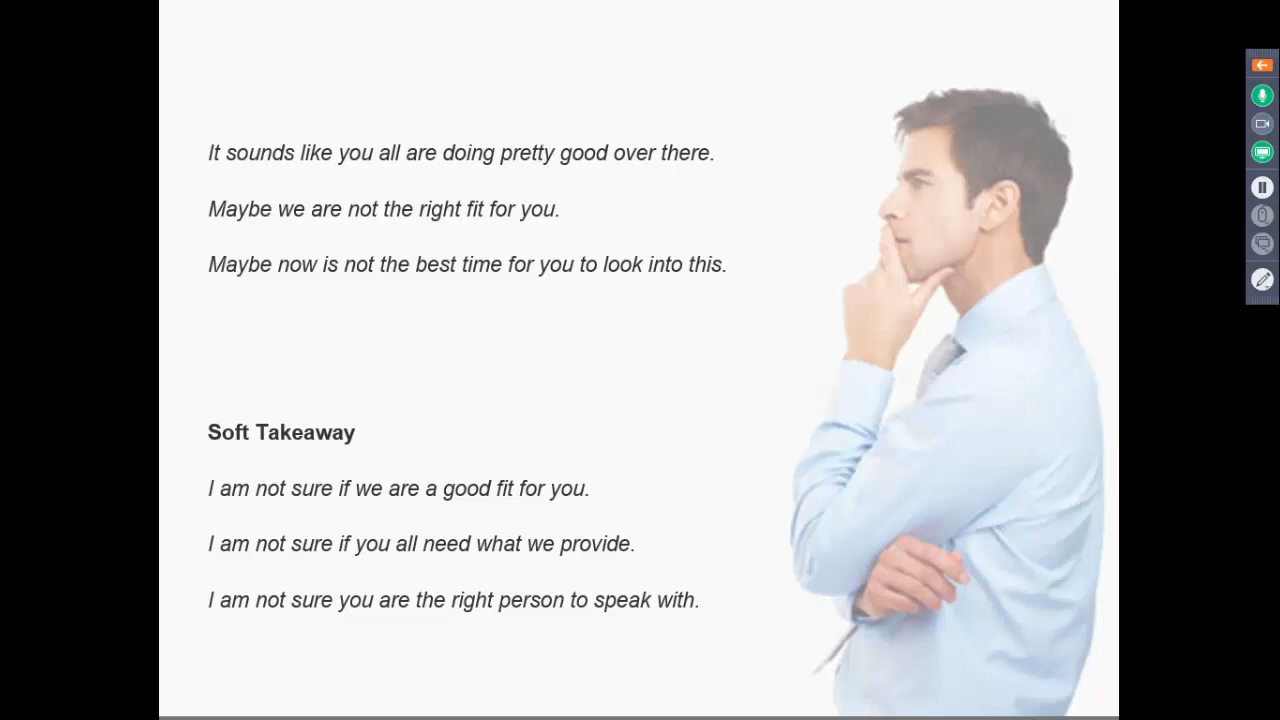 It sounds like you all are doing pretty good over there.
Maybe we are not the right fit for you.
Maybe now is not the best time for you to look into this.
Soft Takeaway
I am not sure if we are a good fit for you.
I am not sure if you all need what we provide.
I am not sure you are the right person to speak with.